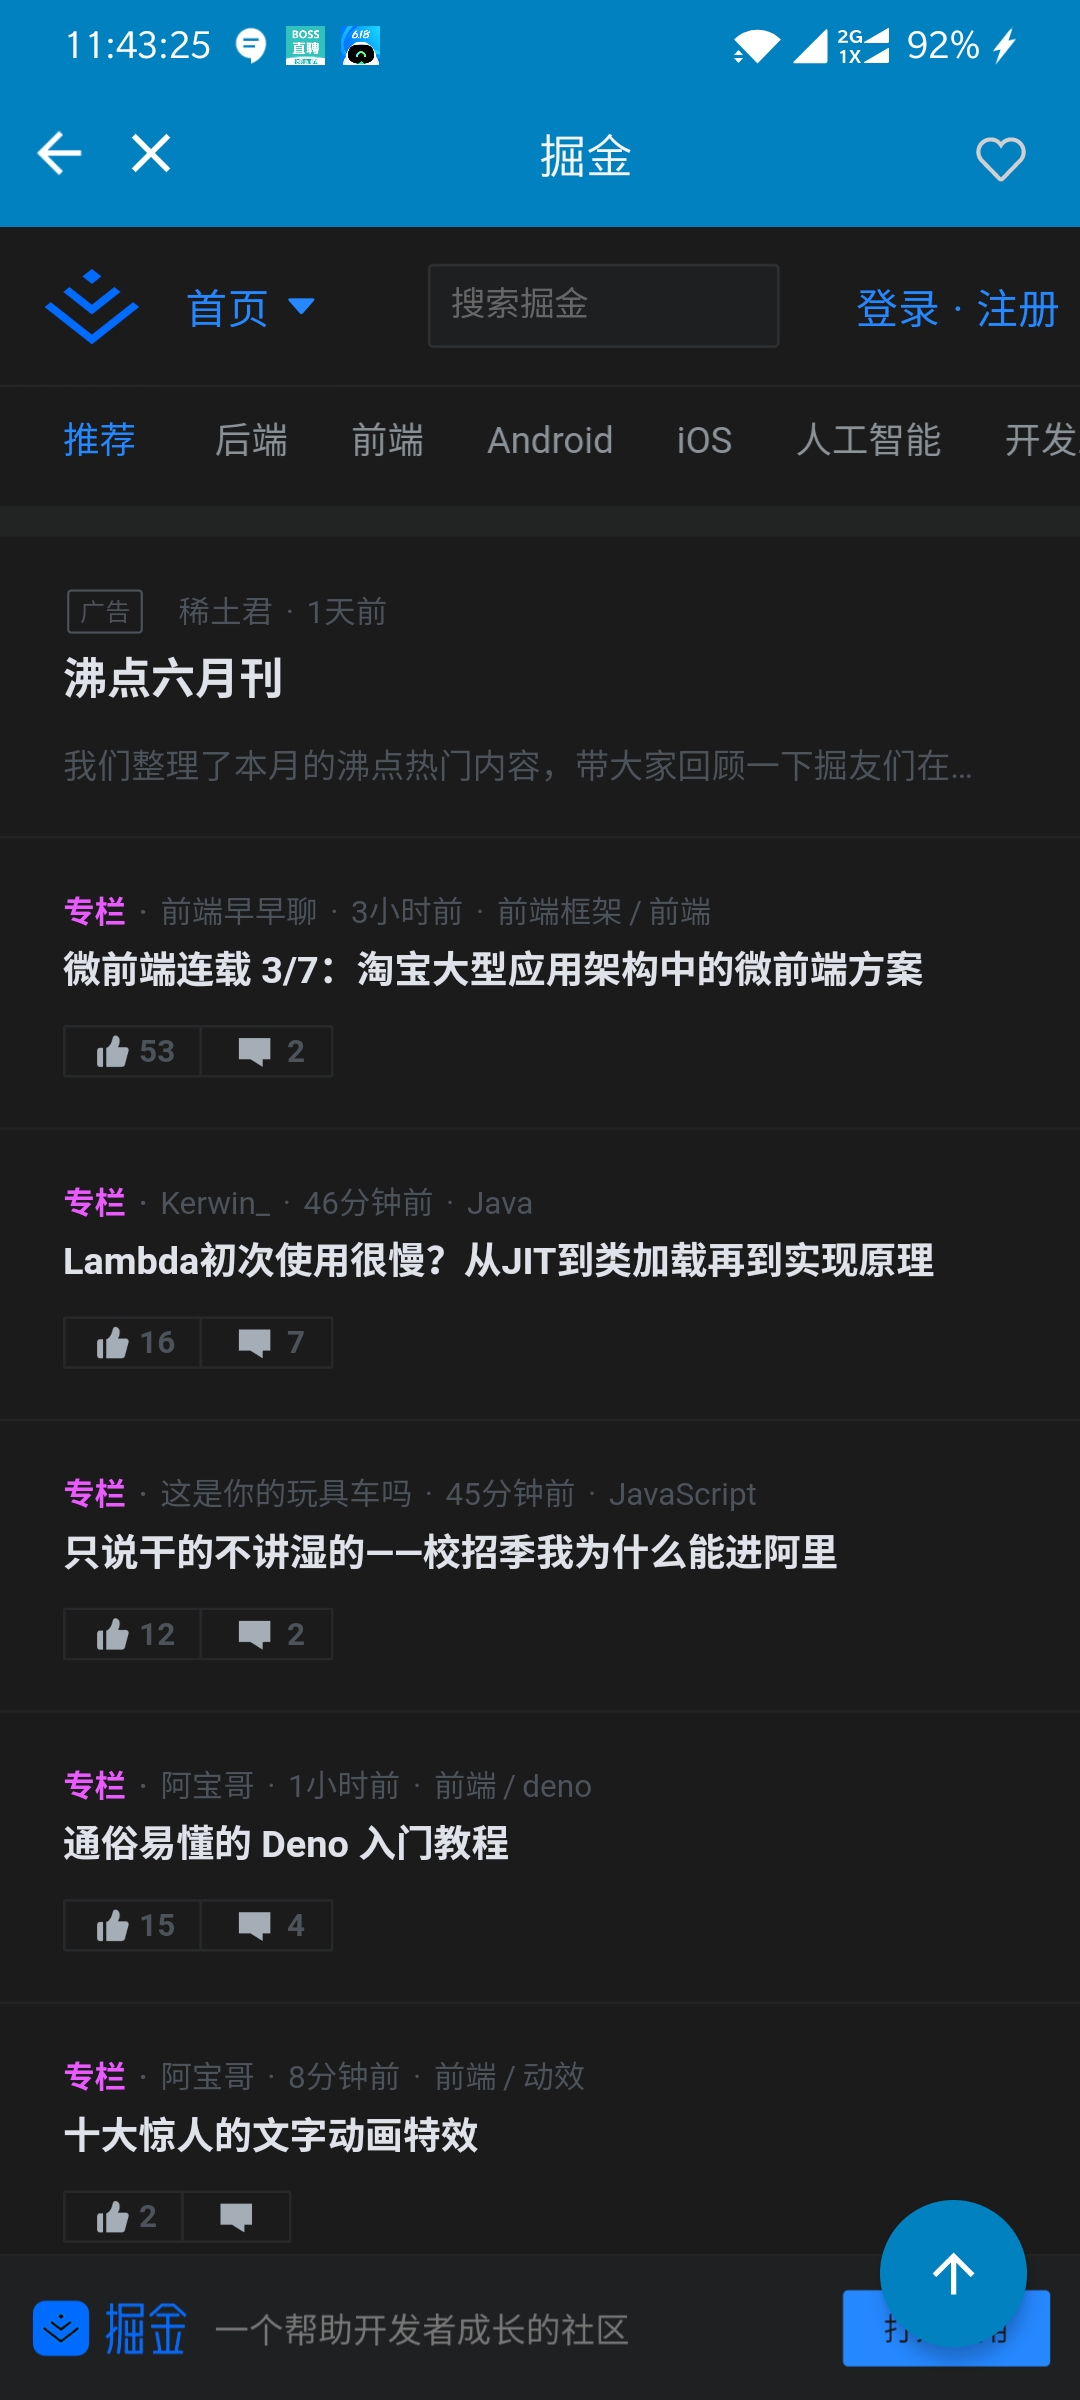 11:43:25
BOSS
直聘
618
2G
1X
92%
掘金
首页
搜索掘金
登录 · 注册
推荐
后端
前端
Android
iOS
人工智能
开发
广告 稀土君 · 1天前
沸点六月刊
我们整理了本月的沸点热门内容，带大家回顾一下掘友们在...
专栏 · 前端早早聊 · 3小时前 · 前端框架 / 前端
微前端连载 3/7：淘宝大型应用架构中的微前端方案
53 2
专栏 · Kerwin_ · 46分钟前 · Java
Lambda初次使用很慢？从JIT到类加载再到实现原理
16 7
专栏 · 这是你的玩具车吗 · 45分钟前 · JavaScript
只说干的不讲湿的——校招季我为什么能进阿里
12 2
专栏 · 阿宝哥 · 1小时前 · 前端 / deno
通俗易懂的 Deno 入门教程
15 4
专栏 · 阿宝哥 · 8分钟前 · 前端 / 动效
十大惊人的文字动画特效
2
掘金 一个帮助开发者成长的社区
打